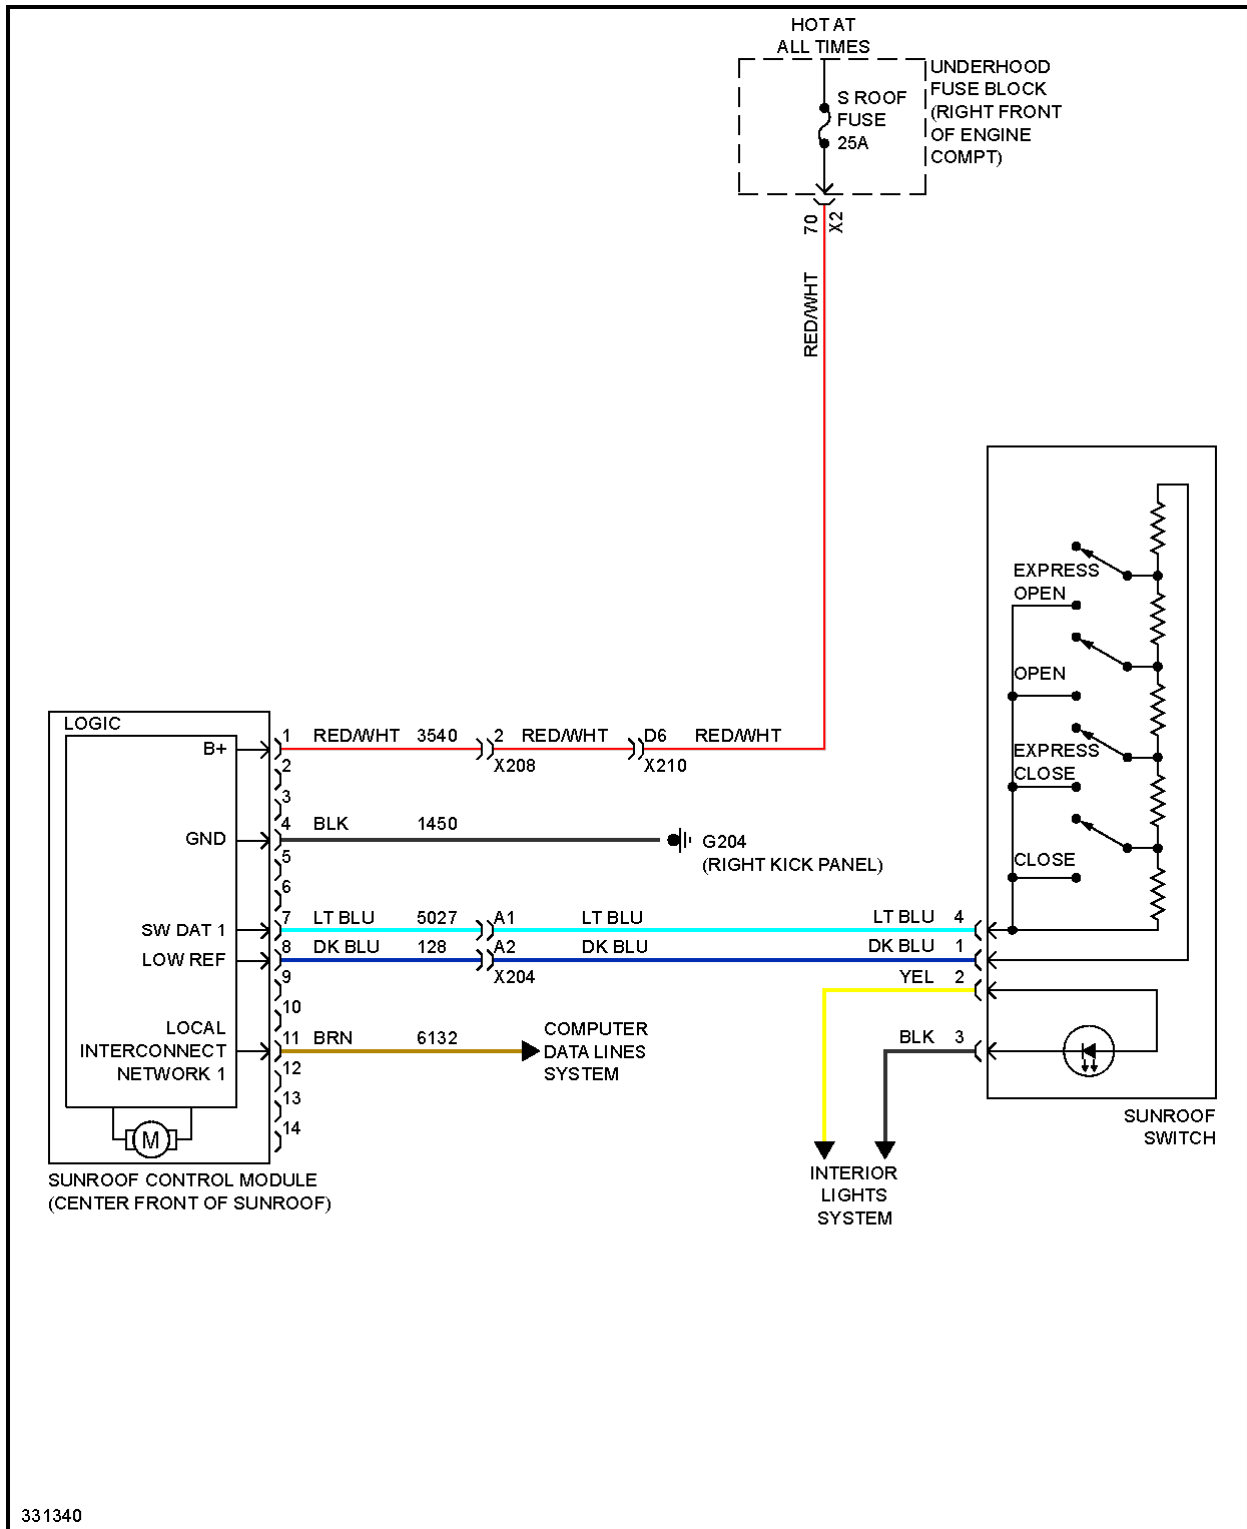 HOT AT
ALL TIMES
UNDERHOOD
FUSE BLOCK
(RIGHT FRONT
OF ENGINE
COMPT)
S ROOF
FUSE
25A
70
X2
RED/WHT
EXPRESS
OPEN
OPEN
EXPRESS
CLOSE
CLOSE
LOGIC
B+
1 RED/WHT 3540 2 RED/WHT D6 RED/WHT
X208 X210
2
3
GND
4 BLK 1450
G204
(RIGHT KICK PANEL)
5
6
SW DAT 1
7 LT BLU 5027 A1 LT BLU LT BLU 4
LOW REF
8 DK BLU 128 A2 DK BLU DK BLU 1
X204
9
YEL 2
10
LOCAL
INTERCONNECT
NETWORK 1
11 BRN 6132
COMPUTER
DATA LINES
SYSTEM
BLK 3
12
13
14
M
SUNROOF CONTROL MODULE
(CENTER FRONT OF SUNROOF)
SUNROOF
SWITCH
INTERIOR
LIGHTS
SYSTEM
331340